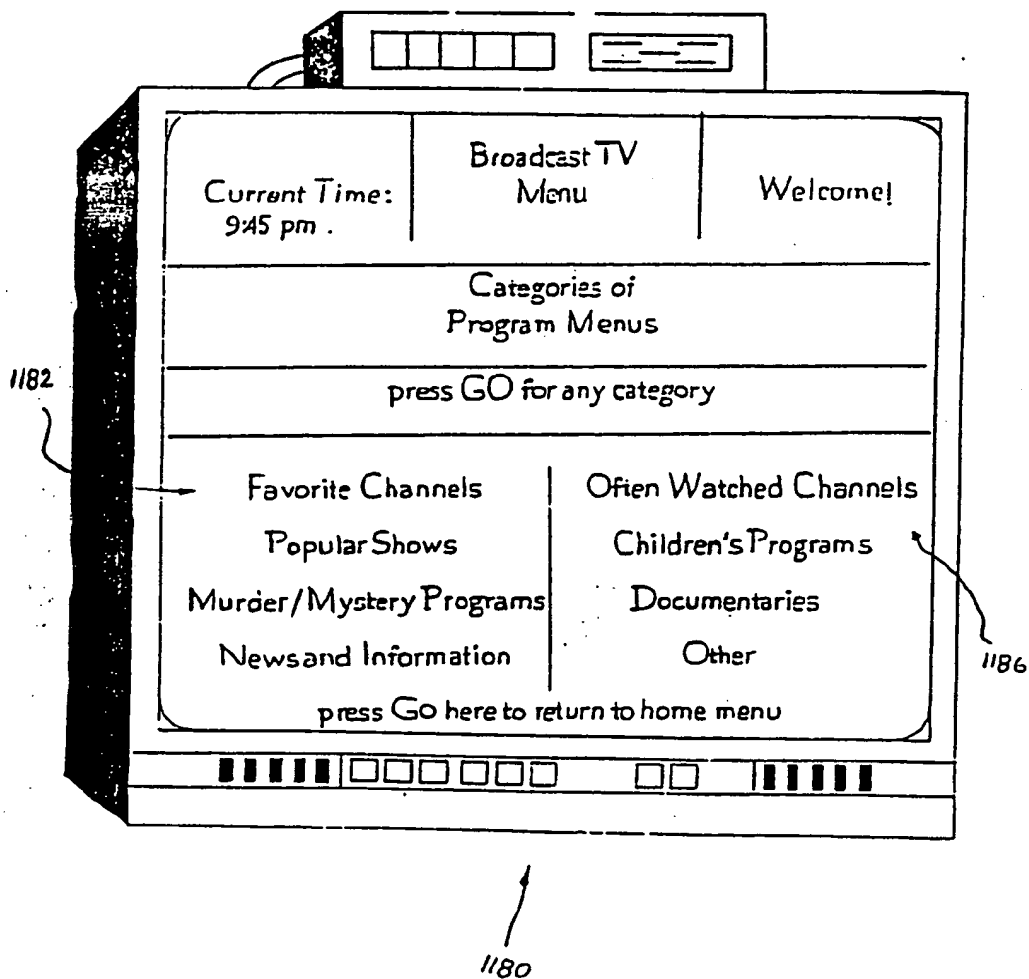 Current Time:
9:45 pm .
Broadcast TV
Menu
Welcome!
Categories of
Program Menus
press GO for any category
1182
Favorite Channels
Often Watched Channels
Popular Shows
Children's Programs
Murder/Mystery Programs
Documentaries
News and Information
Other
1186
press Go here to return to home menu
1180